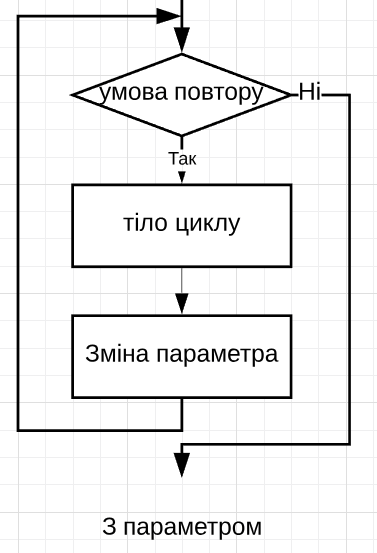 умова повтору
Ні
Так
тіло циклу
Зміна параметра
З параметром